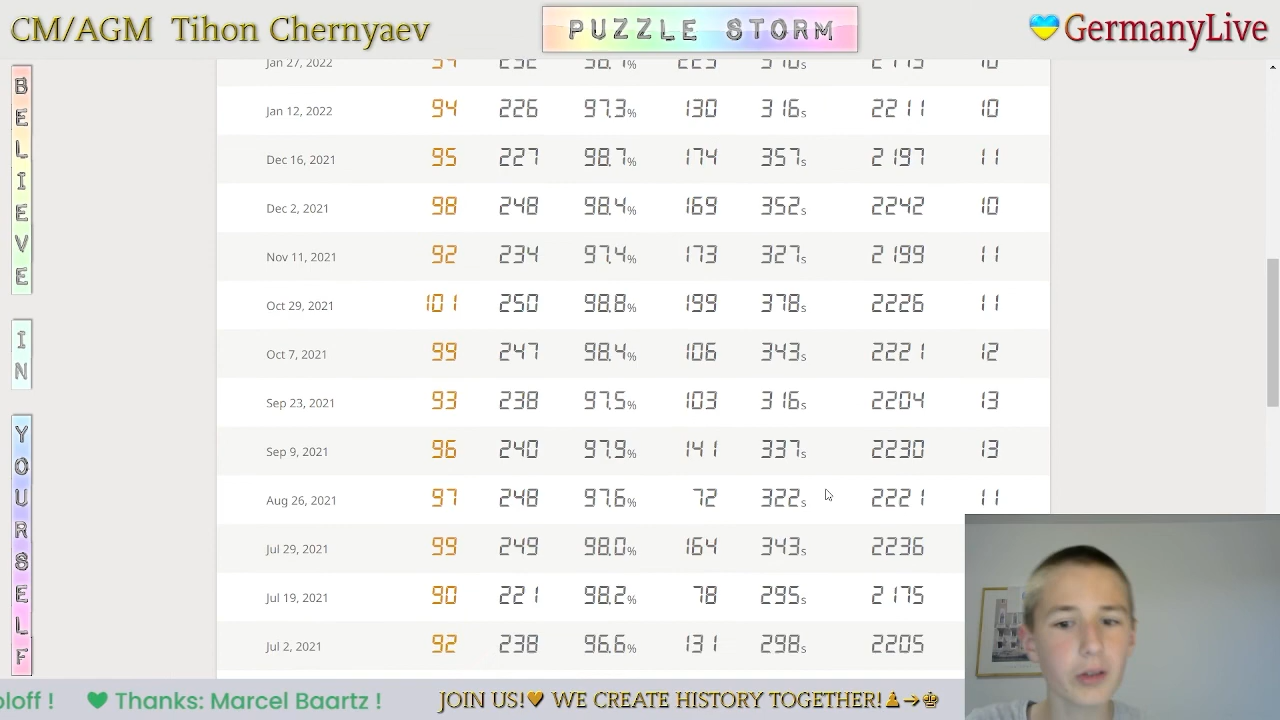 CM/AGM Tihon Chernyaev
PUZZLE STORM
GermanyLive
BELIEVE
IN
YOURSELF
Jan 27, 2022
Jan 12, 2022 94 226 97.3% 130 316s 2211 10
Dec 16, 2021 95 227 98.7% 174 357s 2197 11
Dec 2, 2021 98 248 98.4% 169 352s 2242 10
Nov 11, 2021 92 234 97.4% 173 327s 2199 11
Oct 29, 2021 101 250 98.8% 199 378s 2226 11
Oct 7, 2021 99 247 98.4% 106 343s 2221 12
Sep 23, 2021 93 238 97.5% 103 316s 2204 13
Sep 9, 2021 96 240 97.9% 141 337s 2230 13
Aug 26, 2021 97 248 97.6% 72 322s 2221 11
Jul 29, 2021 99 249 98.0% 164 343s 2236
Jul 19, 2021 90 221 98.2% 78 295s 2175
Jul 2, 2021 92 238 96.6% 131 298s 2205
oloff ! Thanks: Marcel Baartz !
JOIN US! WE CREATE HISTORY TOGETHER!